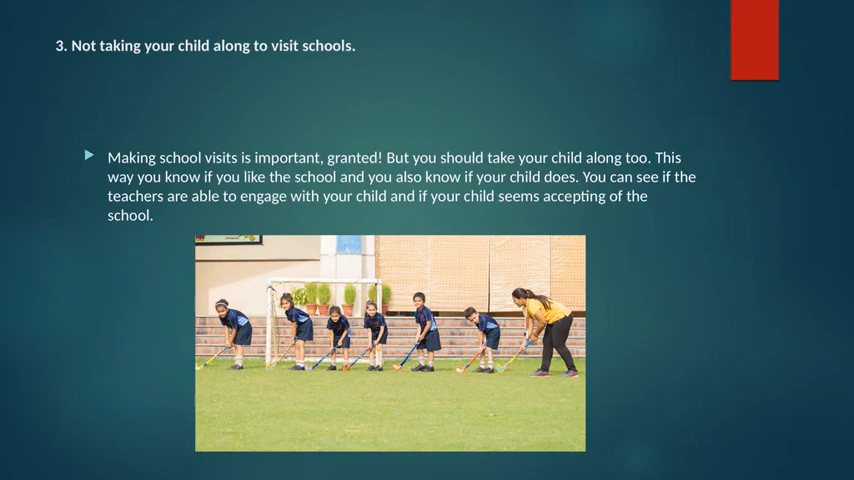 3. Not taking your child along to visit schools.
Making school visits is important, granted! But you should take your child along too. This
way you know if you like the school and you also know if your child does. You can see if the
teachers are able to engage with your child and if your child seems accepting of the
school.